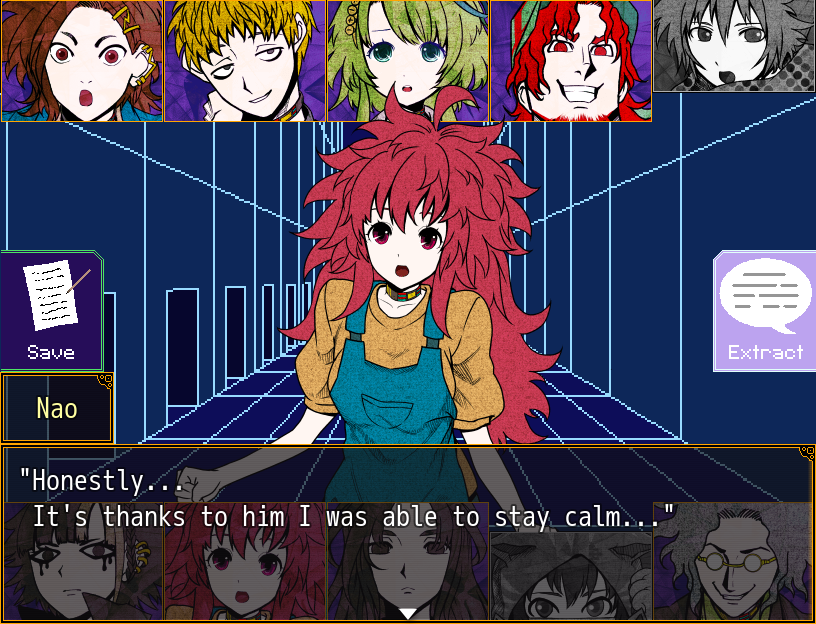 Save
Extract
Nao
"Honestly...
It's thanks to him I was able to stay calm..."